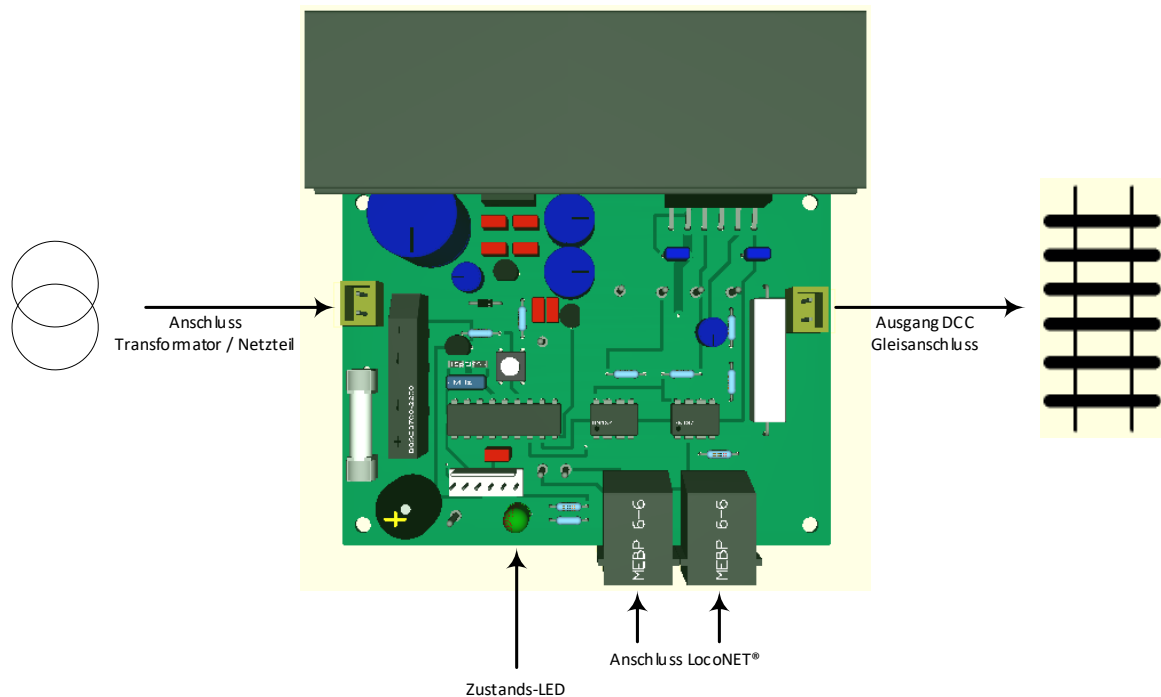 Anschluss
Transformator / Netzteil
Ausgang DCC
Gleisanschluss
+
MEBP 6-6
MEBP 6-6
Anschluss LocoNET®
Zustands-LED